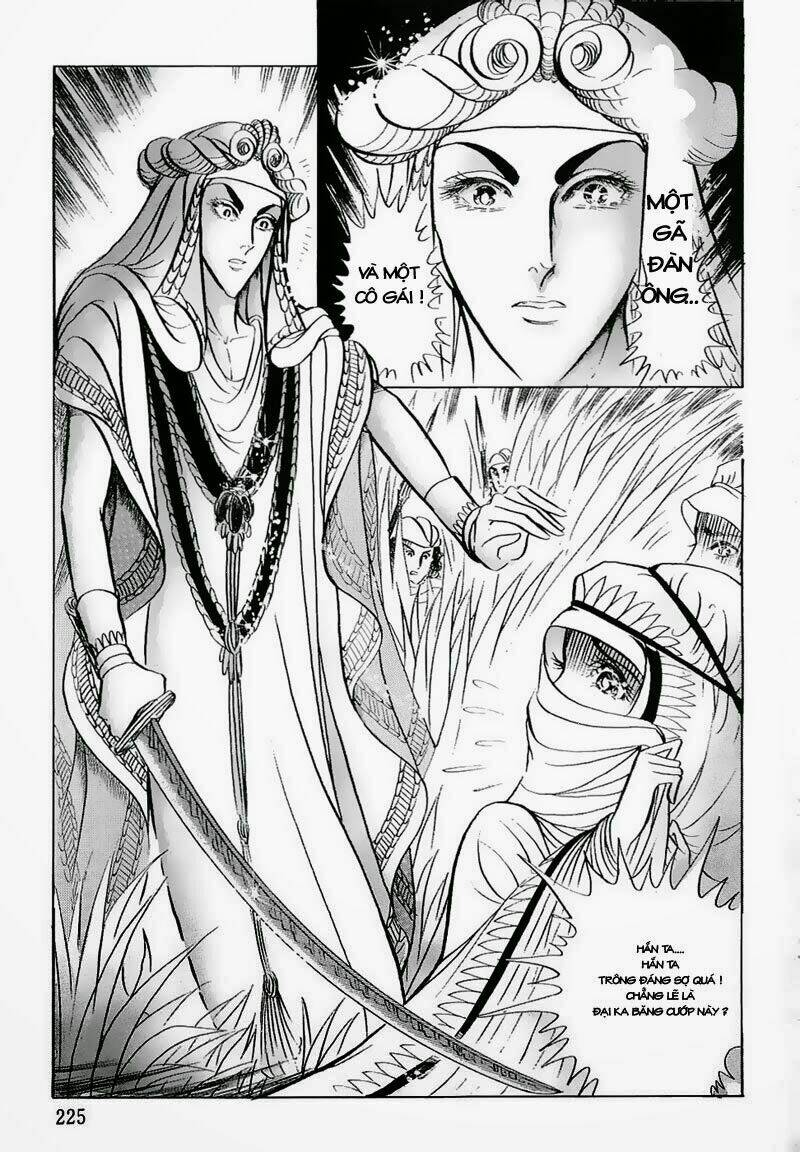 MỘT
GÃ
ĐÀN
ÔNG..
VÀ MỘT
CÔ GÁI !
HẮN TA....
HẮN TA
TRÔNG ĐÁNG SỢ QUÁ !
CHẲNG LẼ LÀ
ĐẠI KA BĂNG CƯỚP NÀY ?
225